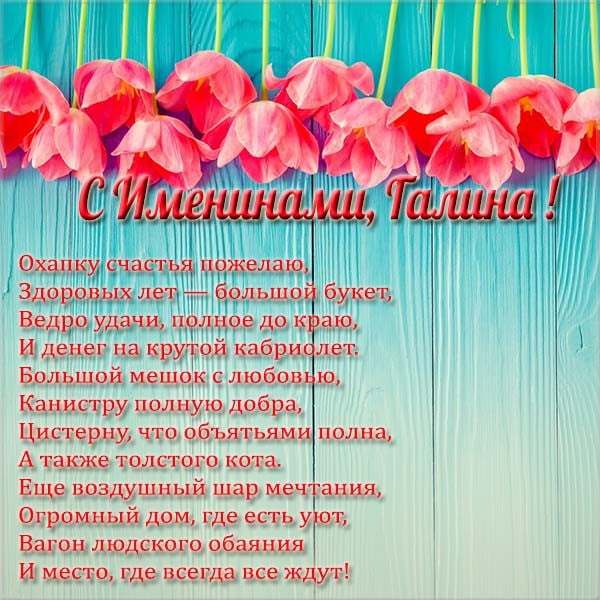 С Именинами, Галина !
Охапку счастья пожелаю,
Здоровых лет — большой букет,
Ведро удачи, полное до краю,
И денег на крутой кабриолет.
Большой мешок с любовью,
Канистру полную добра,
Цистерну, что объятьями полна,
А также толстого кота.
Еще воздушный шар мечтания,
Огромный дом, где есть уют,
Вагон людского обаяния
И место, где всегда все ждут!